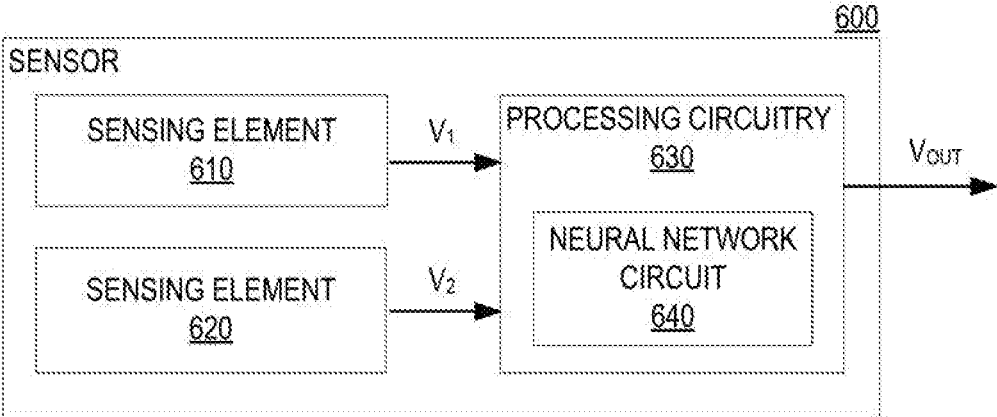 600
SENSOR
SENSING ELEMENT
610
V1
SENSING ELEMENT
620
V2
PROCESSING CIRCUITRY
630
NEURAL NETWORK
CIRCUIT
640
VOUT